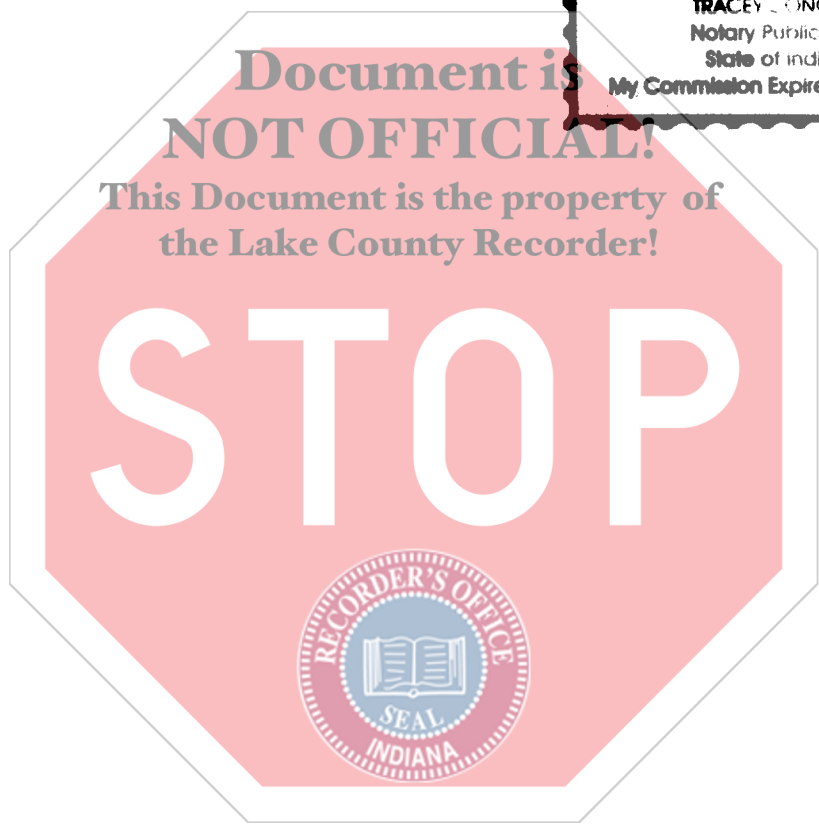 TRACEY
Notary Public
State of Indi
My Commission Expire
Document is
NOT OFFICIAL!
This Document is the property of
the Lake County Recorder!
STOP
RECORDER'S OFFICE
SEAL
INDIANA